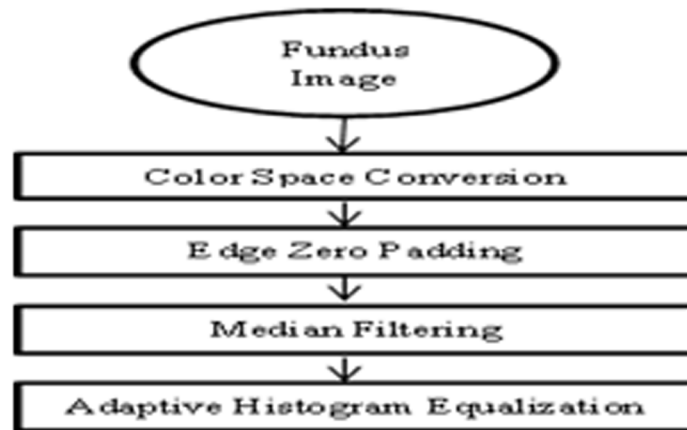 Fundus
Image
Color Space Conversion
Edge Zero Padding
Median Filtering
Adaptive Histogram Equalization